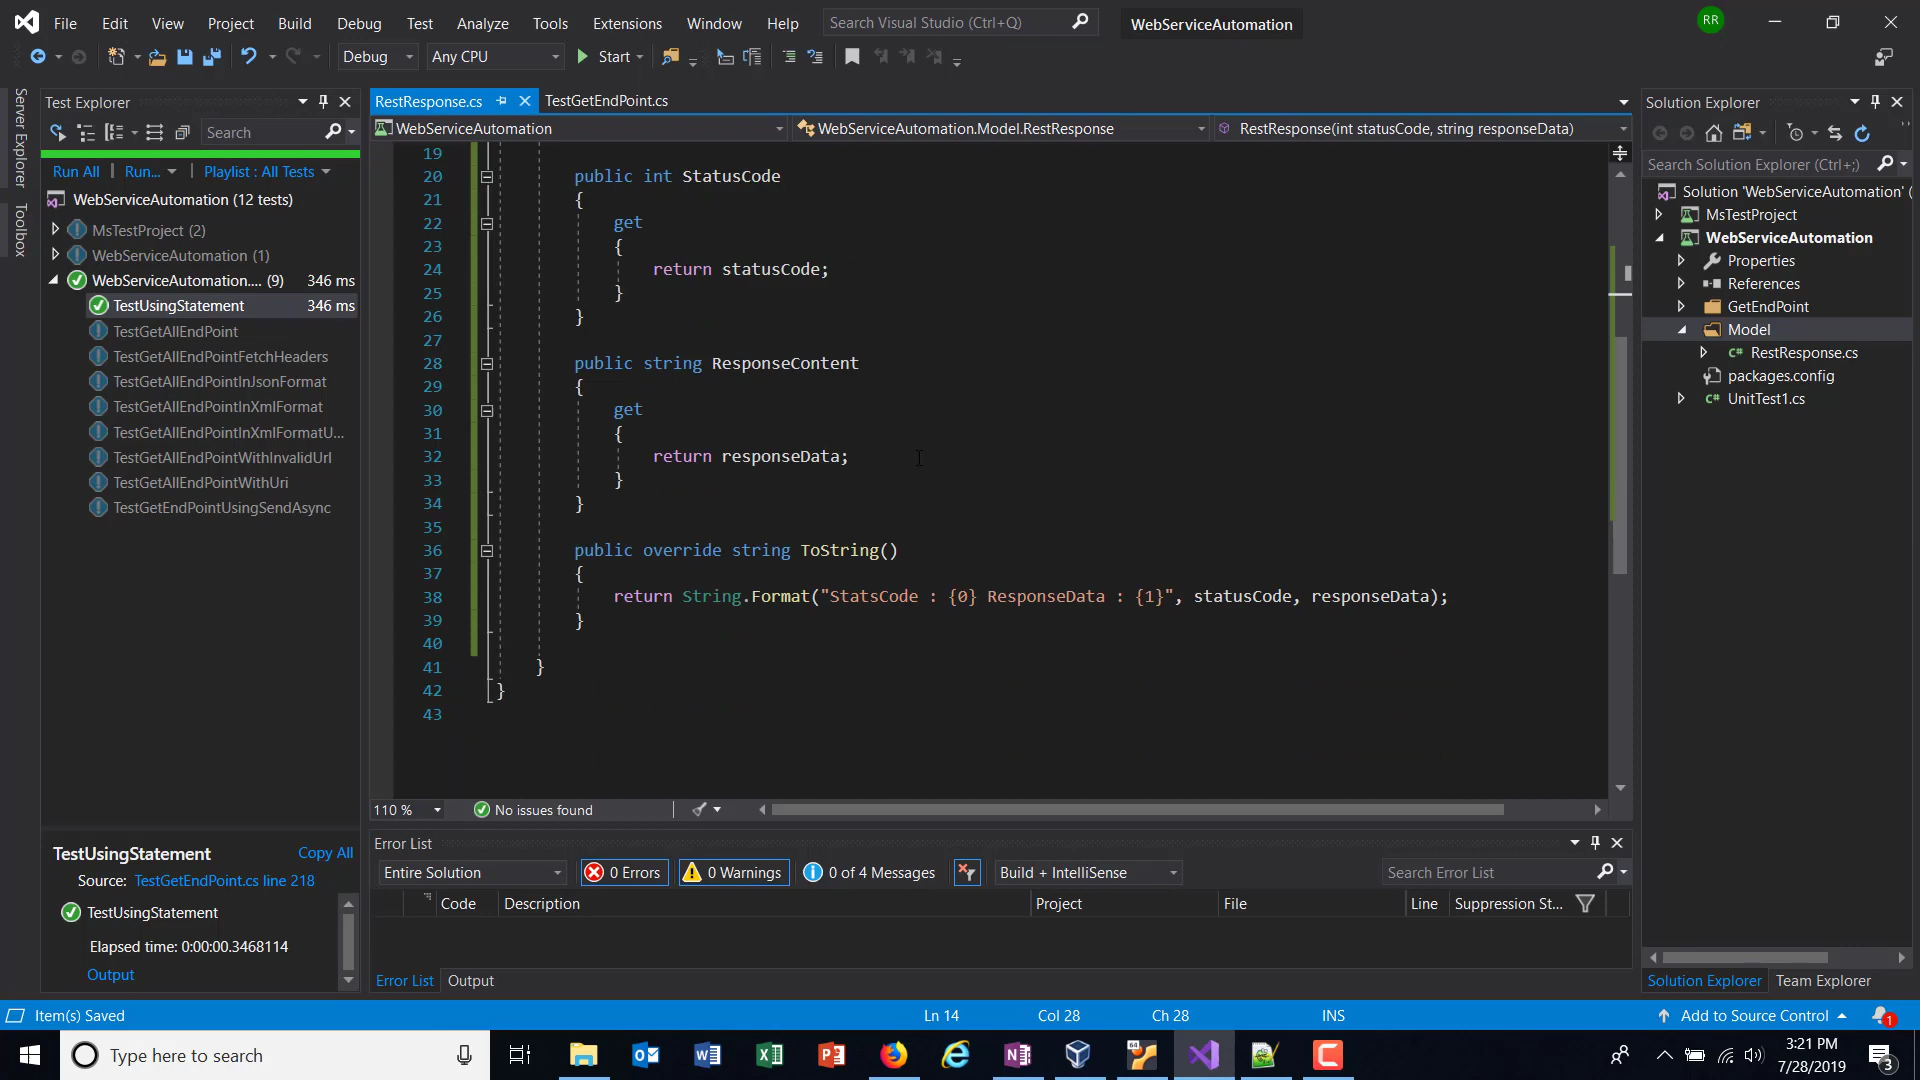 File Edit View Project Build Debug Test Analyze Tools Extensions Window Help Search Visual Studio (Ctrl+Q) WebServiceAutomation RR
Debug Any CPU Start
Server Explorer
Toolbox
Test Explorer
Search
Run All Run... Playlist : All Tests
WebServiceAutomation (12 tests)
MsTestProject (2)
WebServiceAutomation (1)
WebServiceAutomation.... (9) 346 ms
TestUsingStatement 346 ms
TestGetAllEndPoint
TestGetAllEndPointFetchHeaders
TestGetAllEndPointInJsonFormat
TestGetAllEndPointInXmlFormat
TestGetAllEndPointInXmlFormatU...
TestGetAllEndPointWithInvalidUrl
TestGetAllEndPointWithUri
TestGetEndPointUsingSendAsync
TestUsingStatement Copy All
Source: TestGetEndPoint.cs line 218
TestUsingStatement
Elapsed time: 0:00:00.3468114
Output
RestResponse.cs TestGetEndPoint.cs
WebServiceAutomation WebServiceAutomation.Model.RestResponse RestResponse(int statusCode, string responseData)
19
20 public int StatusCode
21 {
22 get
23 {
24 return statusCode;
25 }
26 }
27
28 public string ResponseContent
29 {
30 get
31 {
32 return responseData;
33 }
34 }
35
36 public override string ToString()
37 {
38 return String.Format("StatsCode : {0} ResponseData : {1}", statusCode, responseData);
39 }
40
41 }
42 }
43
110 % No issues found
Error List
Entire Solution 0 Errors 0 Warnings 0 of 4 Messages Build + IntelliSense Search Error List
Code Description Project File Line Suppression St...
Error List Output
Solution Explorer
Search Solution Explorer (Ctrl+;)
Solution 'WebServiceAutomation' (
MsTestProject
WebServiceAutomation
Properties
References
GetEndPoint
Model
C# RestResponse.cs
packages.config
C# UnitTest1.cs
Solution Explorer Team Explorer
Item(s) Saved Ln 14 Col 28 Ch 28 INS Add to Source Control 1
Type here to search 64 3:21 PM
7/28/2019 3